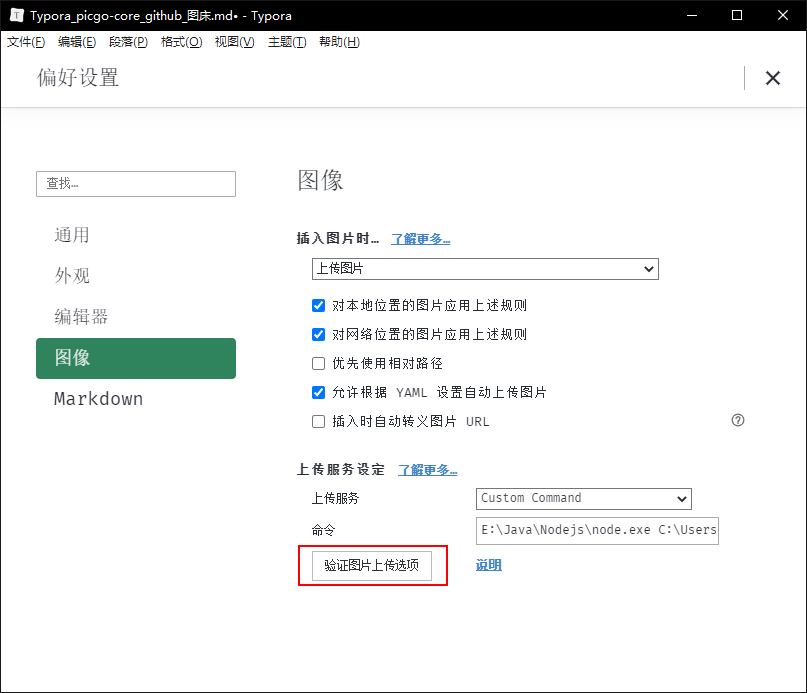 Typora_picgo-core_github_图床.md• - Typora
文件(F) 编辑(E) 段落(P) 格式(O) 视图(V) 主题(T) 帮助(H)
偏好设置
查找...
通用
外观
编辑器
图像
Markdown
图像
插入图片时... 了解更多...
上传图片
对本地位置的图片应用上述规则
对网络位置的图片应用上述规则
优先使用相对路径
允许根据 YAML 设置自动上传图片
插入时自动转义图片 URL
上传服务设定 了解更多...
上传服务 Custom Command
命令 E:\Java\Nodejs\node.exe C:\Users
验证图片上传选项 说明